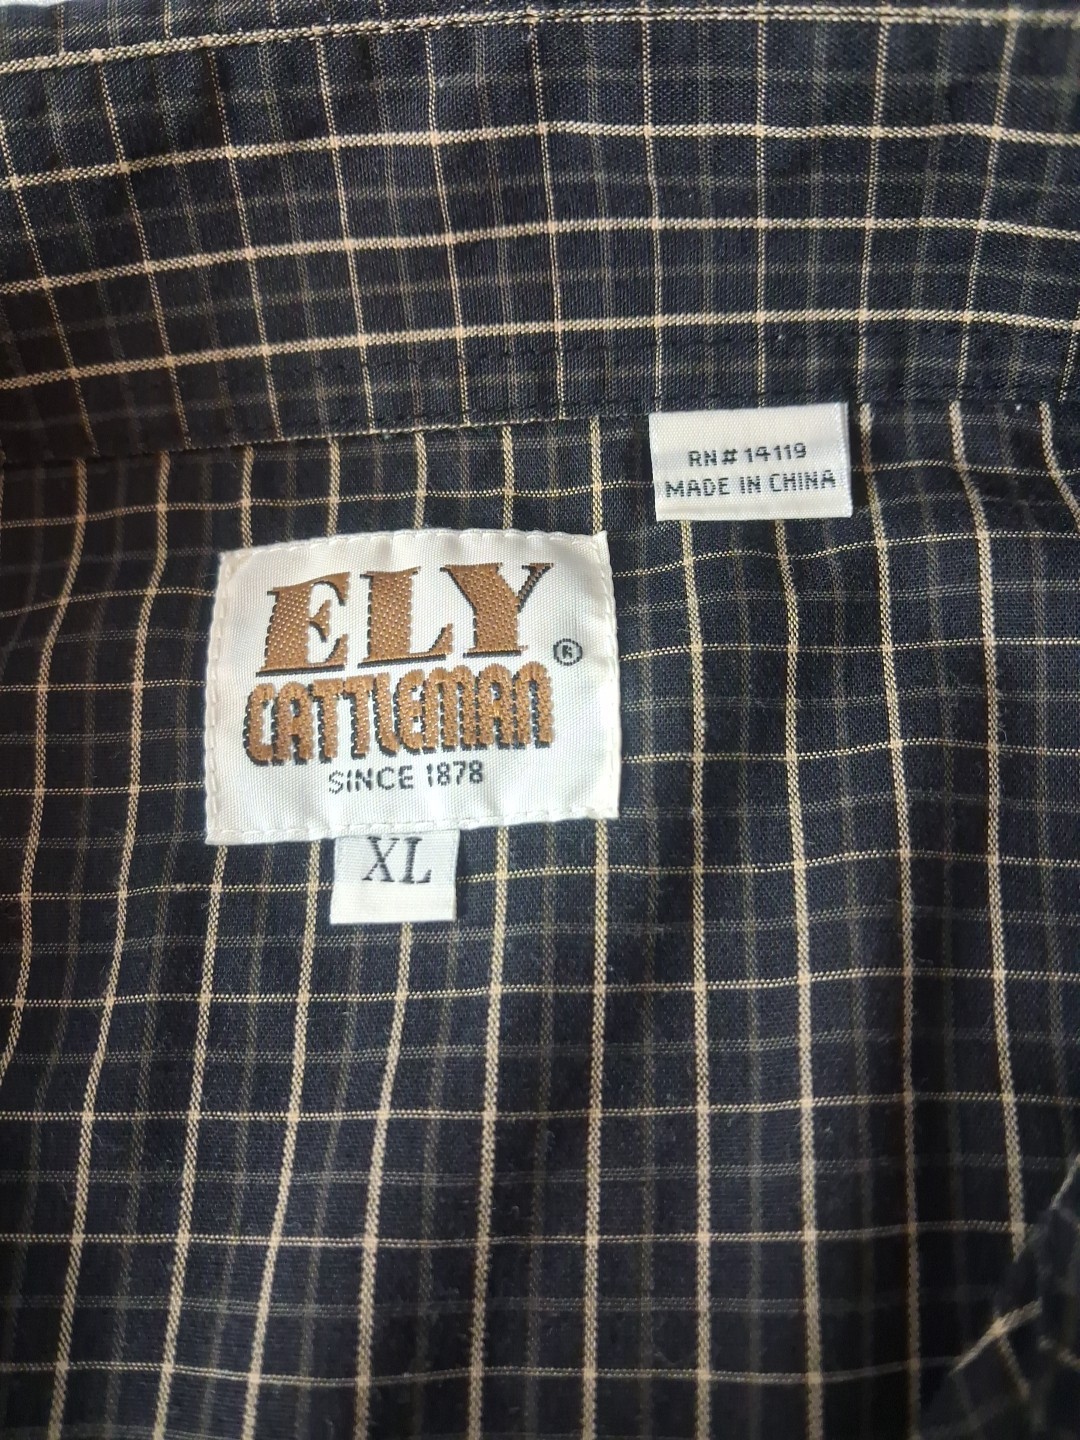 RN# 14119
MADE IN CHINA
ELY
®
CATTLEMAN
SINCE 1878
XL